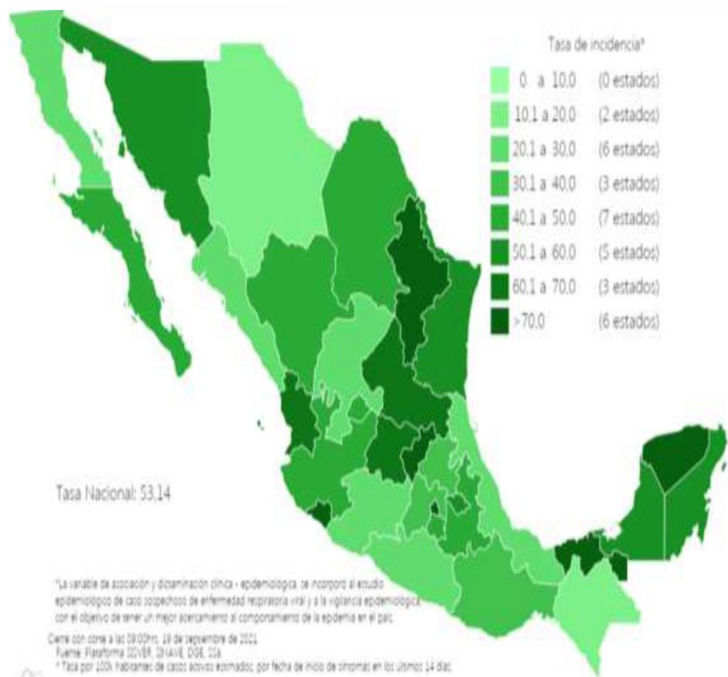 Tasa de incidencia*
0 a 10.0 (0 estados)
10.1 a 20.0 (2 estados)
20.1 a 30.0 (6 estados)
30.1 a 40.0 (3 estados)
40.1 a 50.0 (7 estados)
50.1 a 60.0 (5 estados)
60.1 a 70.0 (3 estados)
>70.0 (6 estados)
Tasa Nacional: 53.14
*La variable de asociación y dictaminación clínica - epidemiológica, se incorporó al estudio
epidemiológico de caso sospechoso de enfermedad respiratoria viral y a la vigilancia epidemiológica,
con el objetivo de tener un mejor acercamiento al comportamiento de la epidemia en el país.
Cierre con corte a las 09:00hrs, 19 de septiembre de 2021
Fuente: Plataforma SISVER, SINAVE, DGE, SSa.
* Tasa por 100k habitantes de casos activos estimados, por fecha de inicio de síntomas en los últimos 14 días.